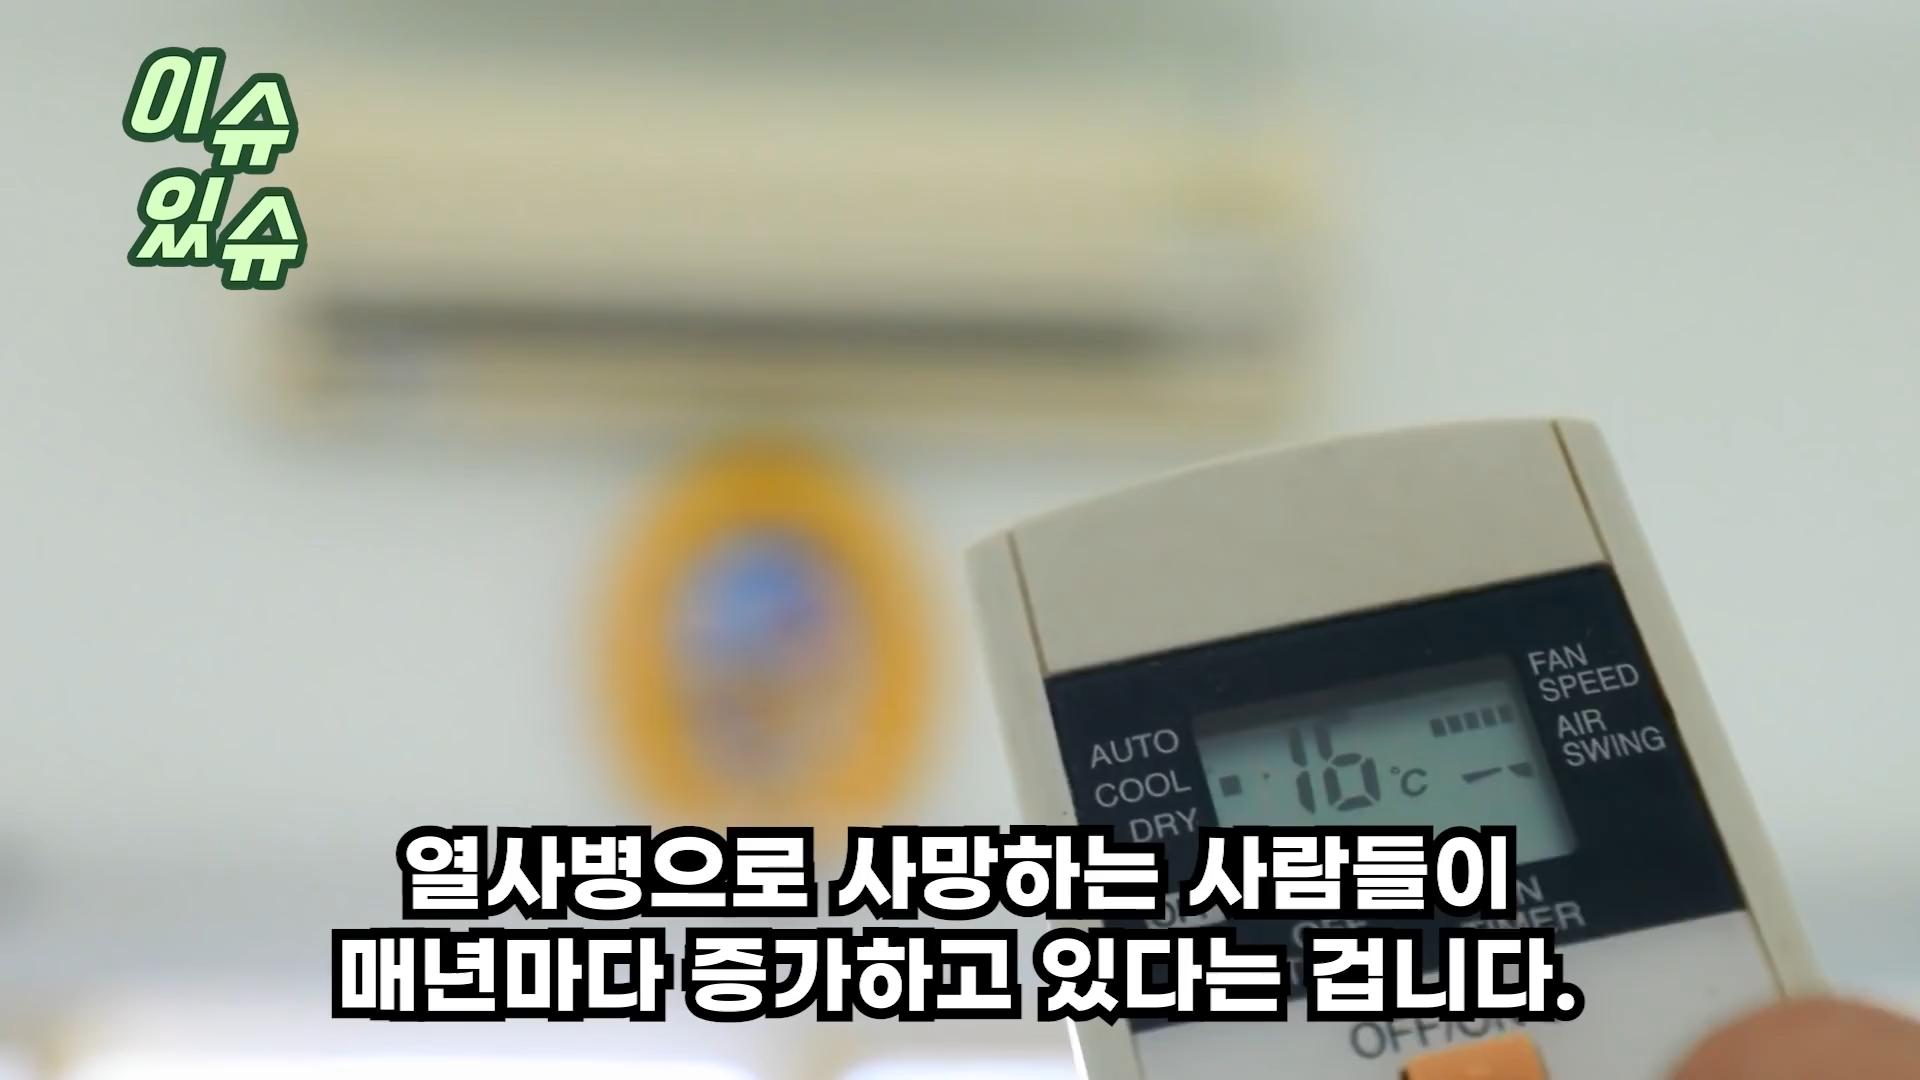 이슈
있슈
FAN
SPEED
AIR
SWING
AUTO
COOL
DRY
16°C
열사병으로 사망하는 사람들이
매년마다 증가하고 있다는 겁니다.